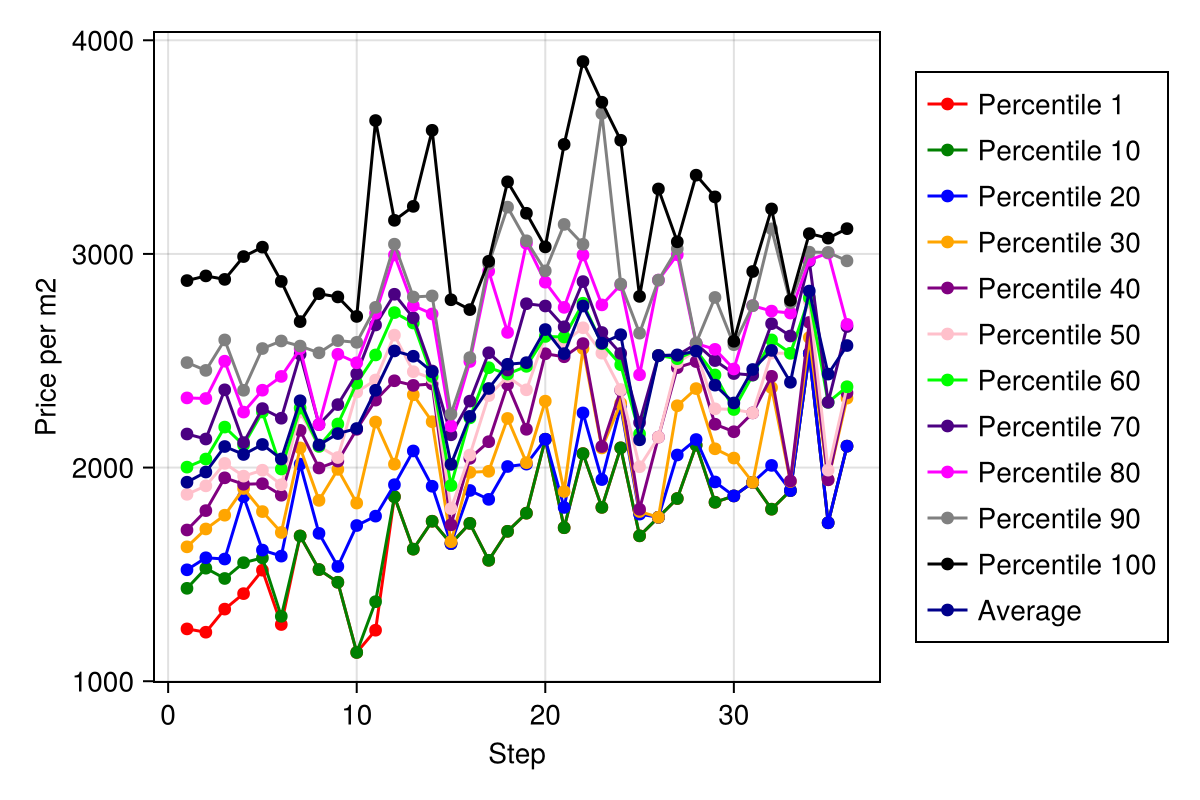 4000
3000
2000
1000
Price per m2
0 10 20 30
Step
Percentile 1
Percentile 10
Percentile 20
Percentile 30
Percentile 40
Percentile 50
Percentile 60
Percentile 70
Percentile 80
Percentile 90
Percentile 100
Average